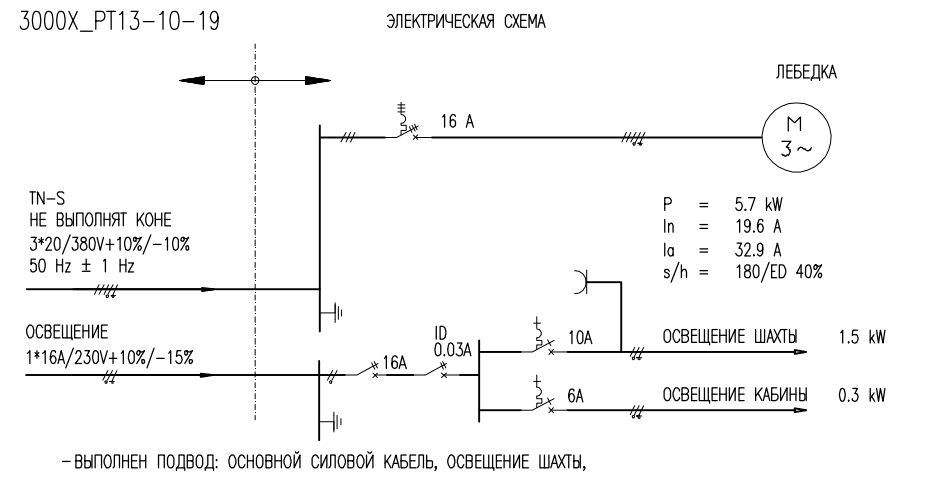 3000X_PT13-10-19
ЭЛЕКТРИЧЕСКАЯ СХЕМА
ЛЕБЕДКА
16 A
M
3~
TN-S
НЕ ВЫПОЛНЯТ КОНЕ
3*20/380V+10%/-10%
50 Hz ± 1 Hz
P = 5.7 kW
In = 19.6 A
Ia = 32.9 A
s/h = 180/ED 40%
ОСВЕЩЕНИЕ
1*16A/230V+10%/-15%
16A
ID
0.03A
10A
ОСВЕЩЕНИЕ ШАХТЫ 1.5 kW
6A
ОСВЕЩЕНИЕ КАБИНЫ 0.3 kW
-ВЫПОЛНЕН ПОДВОД: ОСНОВНОЙ СИЛОВОЙ КАБЕЛЬ, ОСВЕЩЕНИЕ ШАХТЫ,